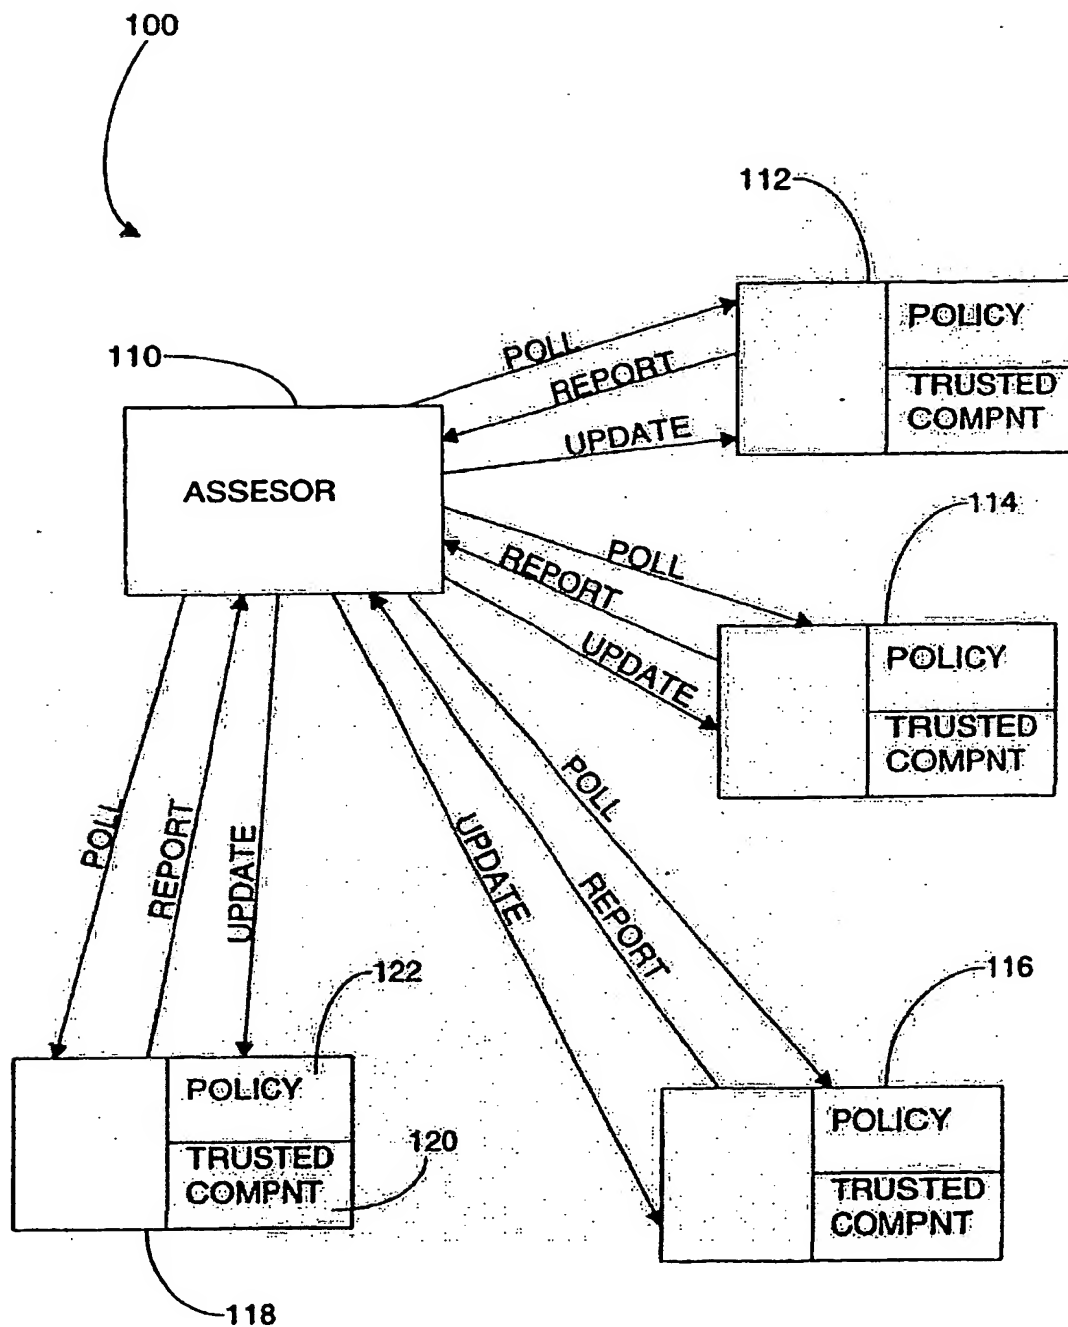 100
112
POLICY
TRUSTED
COMPNT
110
POLL
REPORT
UPDATE
ASSESOR
114
POLL
REPORT
UPDATE
POLICY
TRUSTED
COMPNT
POLL
REPORT
UPDATE
UPDATE
REPORT
POLL
122
POLICY
120
TRUSTED
COMPNT
118
116
POLICY
TRUSTED
COMPNT